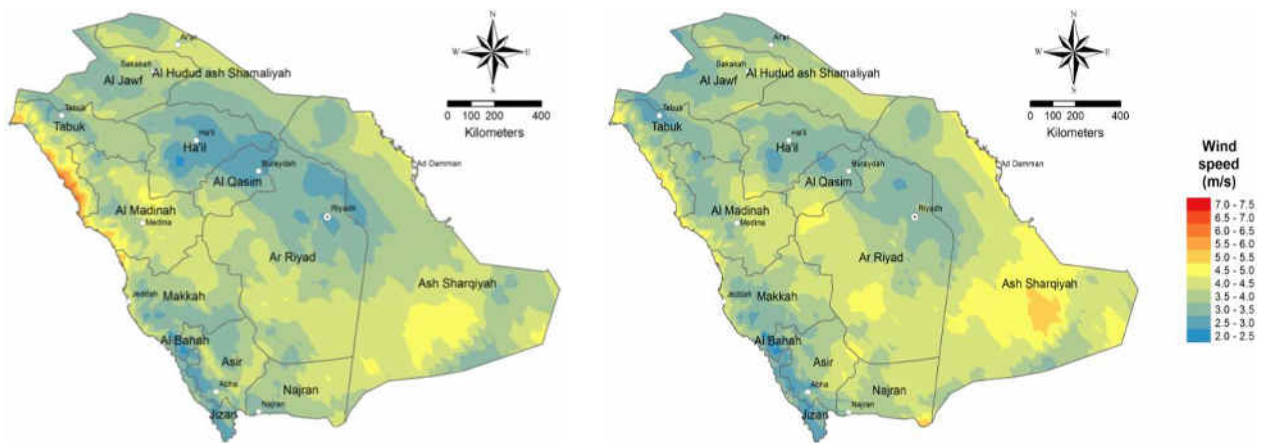 N
W E
S
0 100 200 400
Kilometers
Ar'ar
Sakakah
Al Jawf
Al Hudud ash Shamaliyah
Tabuk
Tabuk
Ha'il
Ha'il
Buraydah
Al Qasim
Ad Damman
Al Madinah
Medina
Riyadh
Ar Riyad
Ash Sharqiyah
Jeddah
Makkah
Al Bahah
Asir
Abha
Najran
Najran
Jizan
N
W E
S
0 100 200 400
Kilometers
Ar'ar
Sakakah
Al Jawf
Al Hudud ash Shamaliyah
Tabuk
Tabuk
Ha'il
Ha'il
Buraydah
Al Qasim
Ad Damman
Al Madinah
Medina
Riyadh
Ar Riyad
Ash Sharqiyah
Jeddah
Makkah
Al Bahah
Asir
Abha
Najran
Najran
Jizan
Wind
speed
(m/s)
7.0 - 7.5
6.5 - 7.0
6.0 - 6.5
5.5 - 6.0
5.0 - 5.5
4.5 - 5.0
4.0 - 4.5
3.5 - 4.0
3.0 - 3.5
2.5 - 3.0
2.0 - 2.5